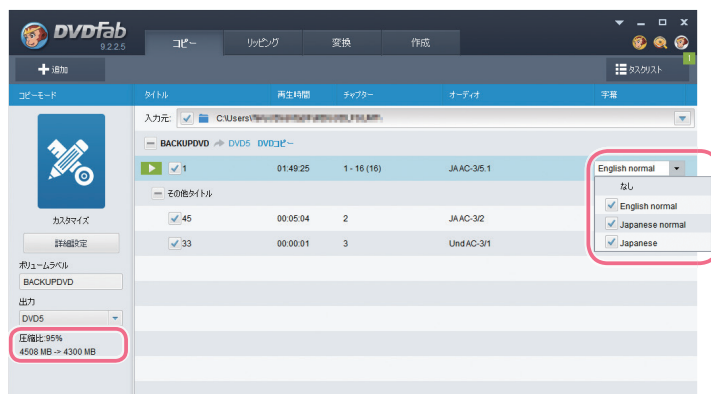 DVDFab
9.2.2.5
コピー
リッピング
変換
作成
追加
タスクリスト
1
コピーモード
タイトル
再生時間
チャプター
オーディオ
字幕
入力元:
C:\Users\
BACKUPDVD
DVD5
DVDコピー
1
01:49:25
1 - 16 (16)
JA AC-3/5.1
English normal
なし
English normal
Japanese normal
Japanese
その他タイトル
45
00:05:04
2
JA AC-3/2
33
00:00:01
3
Und AC-3/1
カスタマイズ
詳細設定
ボリュームラベル
BACKUPDVD
出力
DVD5
圧縮比:95%
4508 MB -> 4300 MB